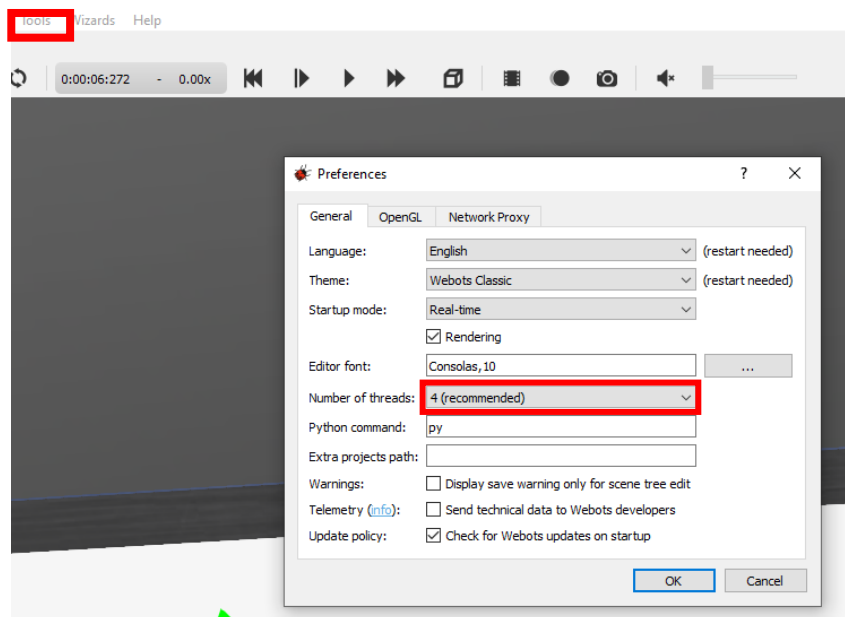 Tools Wizards Help
0:00:06:272 - 0.00x
Preferences ?
General OpenGL Network Proxy
Language: English (restart needed)
Theme: Webots Classic (restart needed)
Startup mode: Real-time
Rendering
Editor font: Consolas,10 ...
Number of threads: 4 (recommended)
Python command: py
Extra projects path:
Warnings: Display save warning only for scene tree edit
Telemetry (info): Send technical data to Webots developers
Update policy: Check for Webots updates on startup
OK Cancel